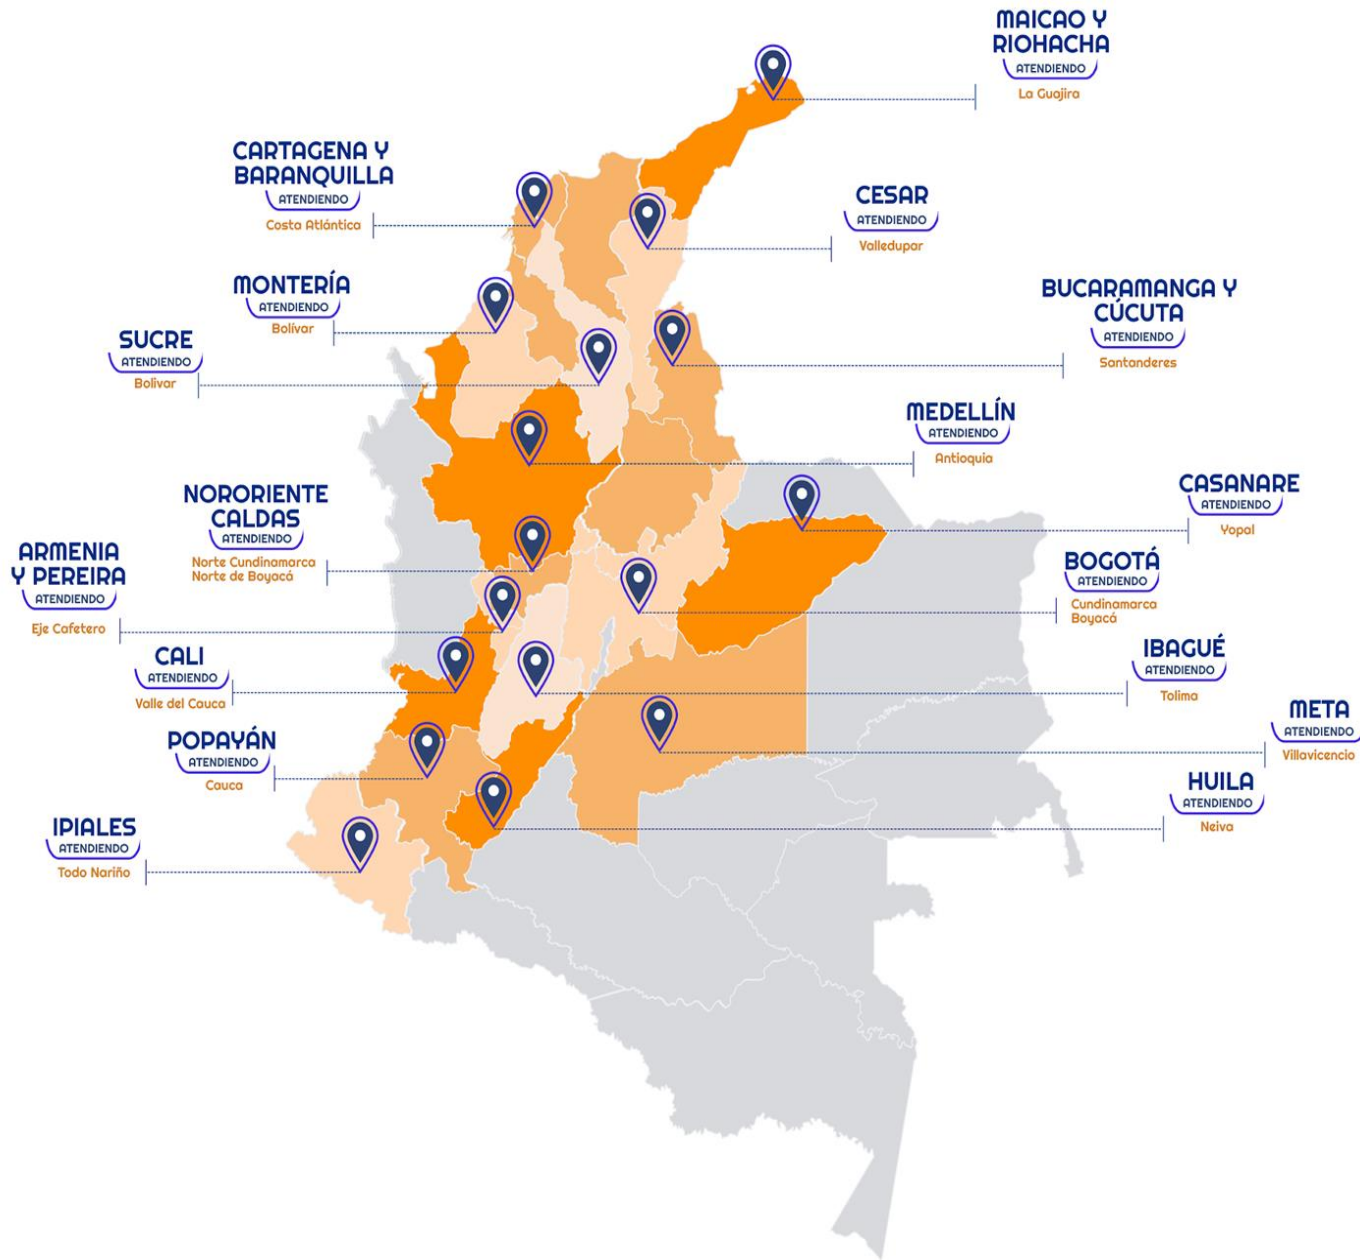 MAICAO Y
RIOHACHA
ATENDIENDO
La Guajira
CARTAGENA Y
BARANQUILLA
ATENDIENDO
Costa Atlántica
CESAR
ATENDIENDO
Valledupar
MONTERÍA
ATENDIENDO
Bolívar
BUCARAMANGA Y
CÚCUTA
ATENDIENDO
Santanderes
SUCRE
ATENDIENDO
Bolivar
MEDELLÍN
ATENDIENDO
Antioquia
NORORIENTE
CALDAS
ATENDIENDO
Norte Cundinamarca
Norte de Boyacá
CASANARE
ATENDIENDO
Yopal
ARMENIA
Y PEREIRA
ATENDIENDO
Eje Cafetero
BOGOTÁ
ATENDIENDO
Cundinamarca
Boyacá
CALI
ATENDIENDO
Valle del Cauca
IBAGUÉ
ATENDIENDO
Tolima
POPAYÁN
ATENDIENDO
Cauca
META
ATENDIENDO
Villavicencio
HUILA
ATENDIENDO
Neiva
IPIALES
ATENDIENDO
Todo Nariño